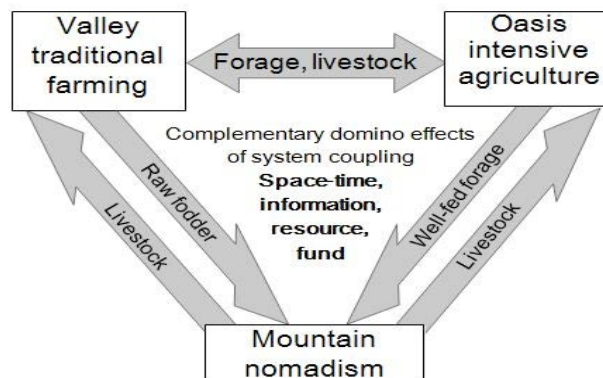 Valley
traditional
farming
Forage, livestock
Oasis
intensive
agriculture
Complementary domino effects
of system coupling
Space-time,
information,
resource,
fund
Livestock
Raw fodder
Well-fed forage
Livestock
Mountain
nomadism